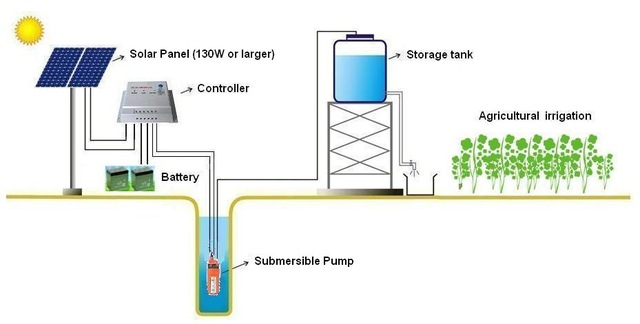 Solar Panel (130W or larger)
Storage tank
Controller
Agricultural irrigation
Battery
Submersible Pump